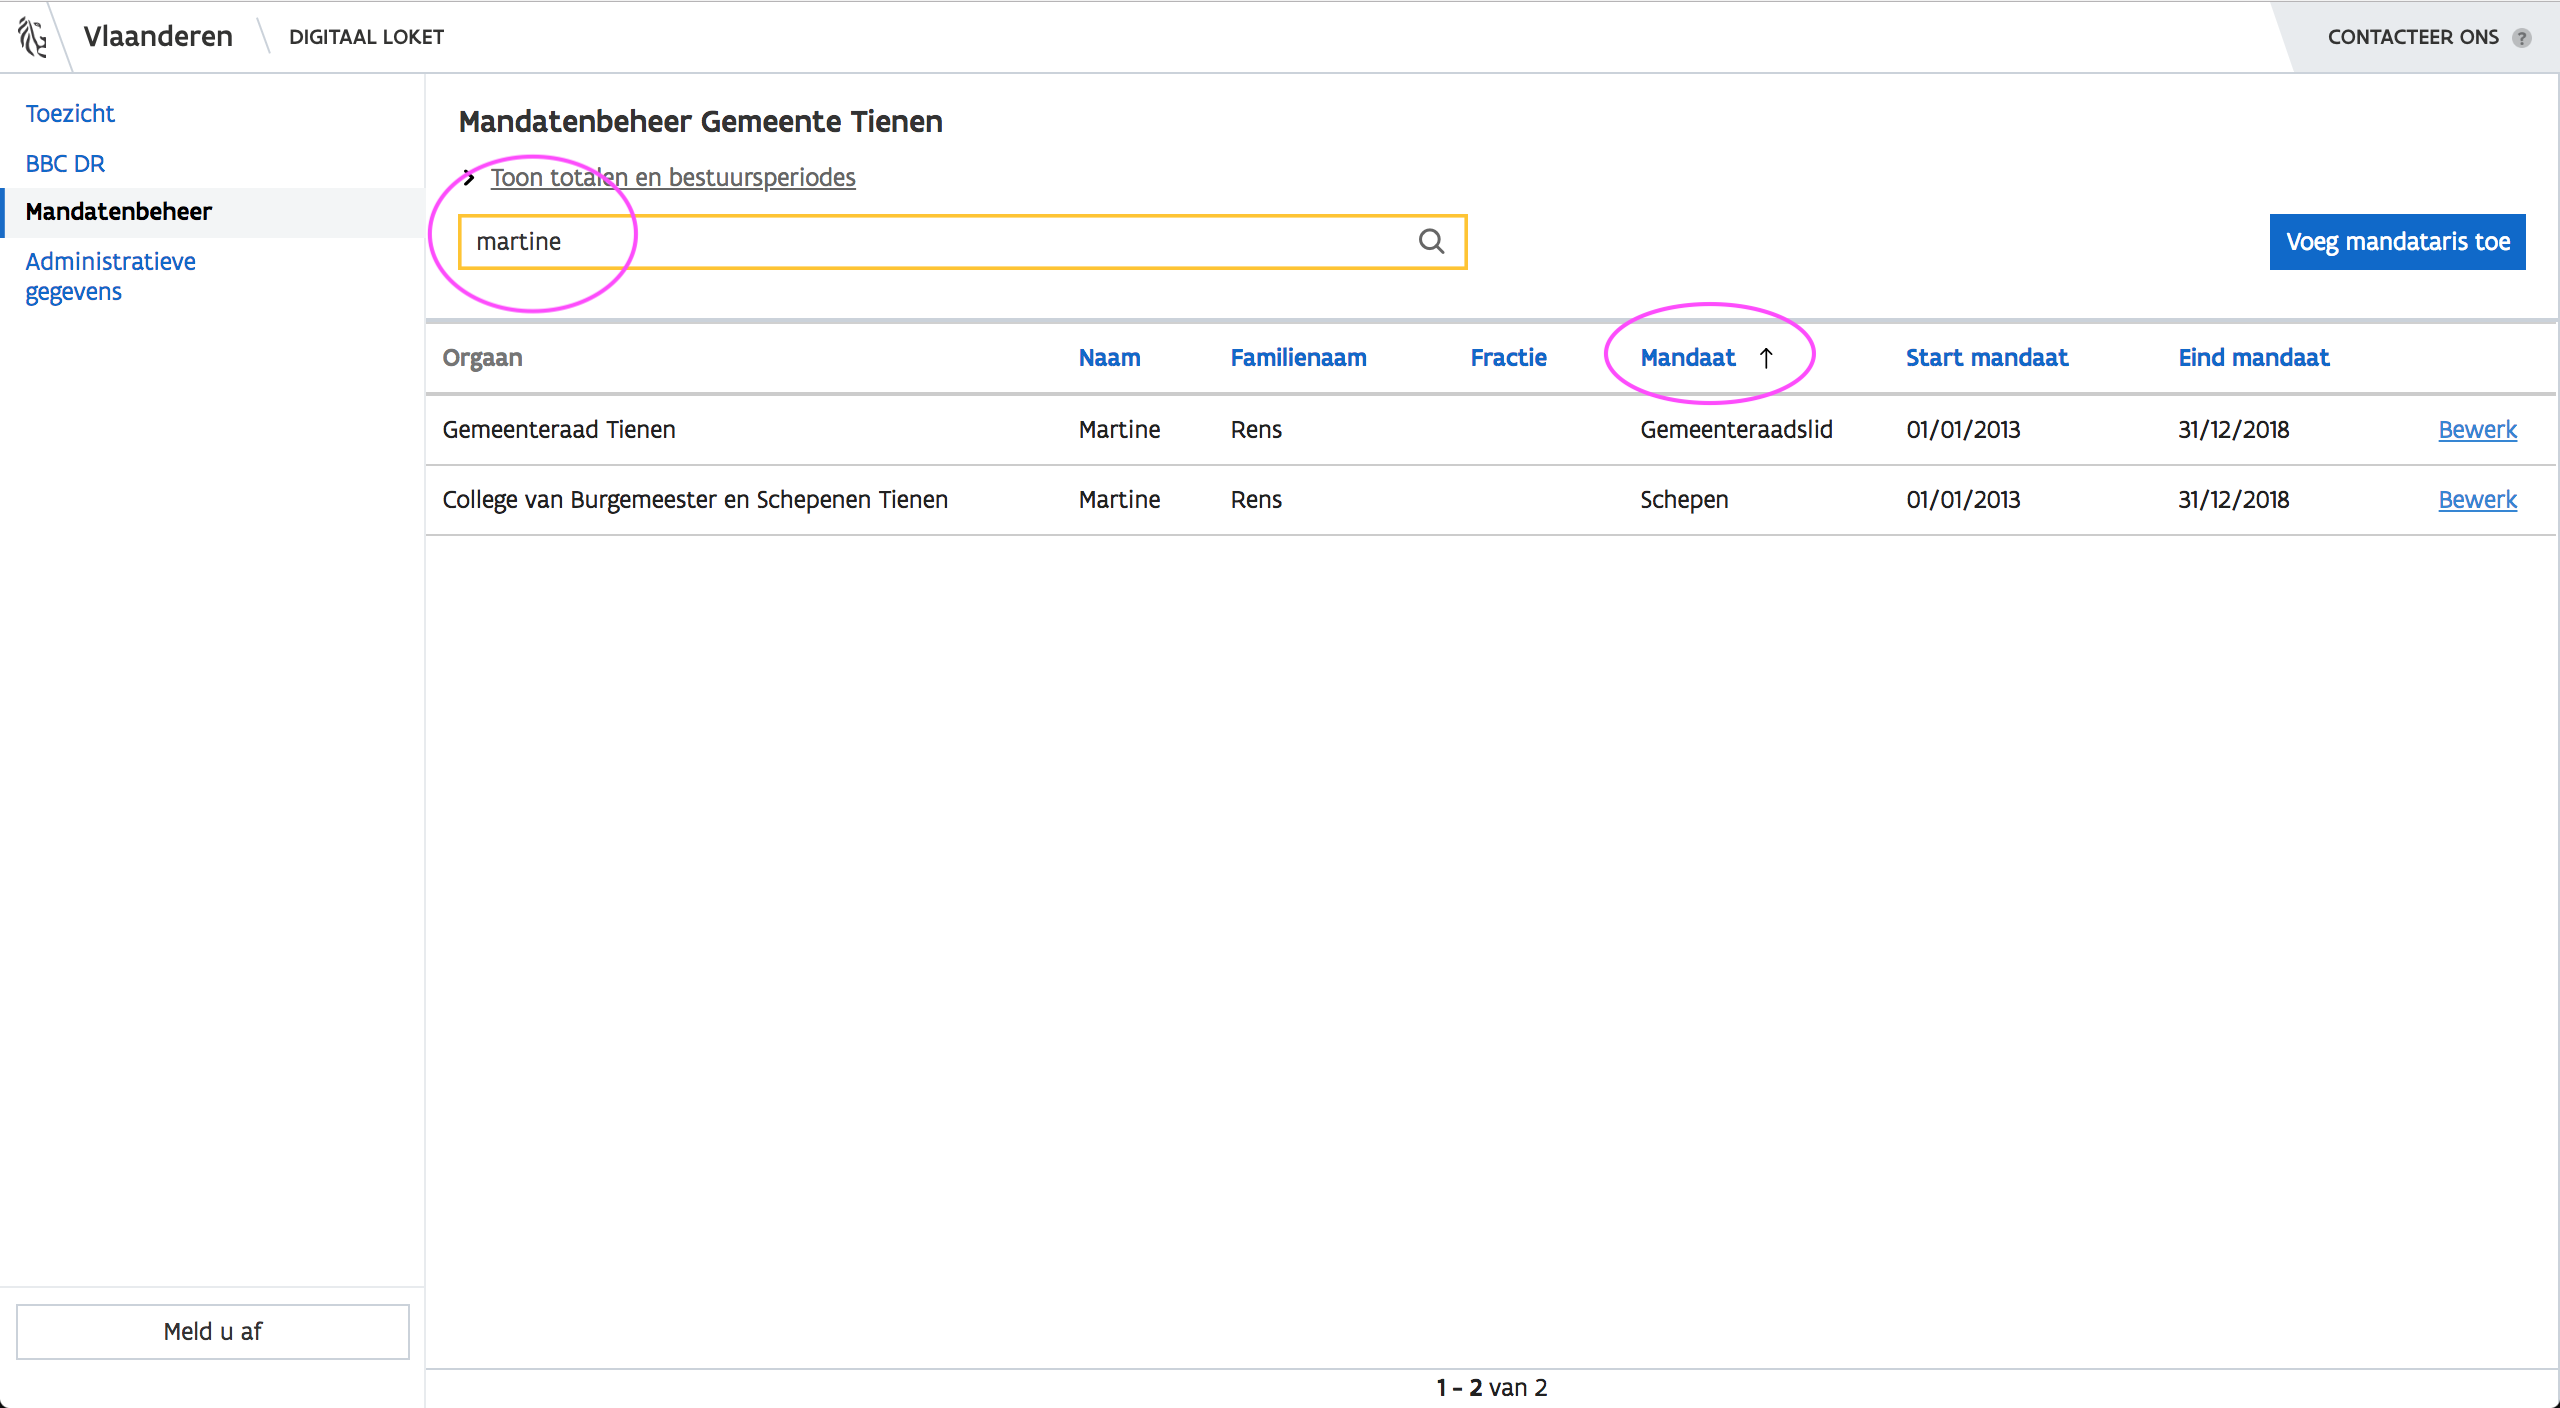 Vlaanderen
DIGITAAL LOKET
CONTACTEER ONS ?
Toezicht
BBC DR
Mandatenbeheer
Administratieve
gegevens
Meld u af
Mandatenbeheer Gemeente Tienen
Toon totalen en bestuursperiodes
martine
Voeg mandataris toe
Orgaan Naam Familienaam Fractie Mandaat ↑ Start mandaat Eind mandaat
Gemeenteraad Tienen Martine Rens Gemeenteraadslid 01/01/2013 31/12/2018 Bewerk
College van Burgemeester en Schepenen Tienen Martine Rens Schepen 01/01/2013 31/12/2018 Bewerk
1 - 2 van 2